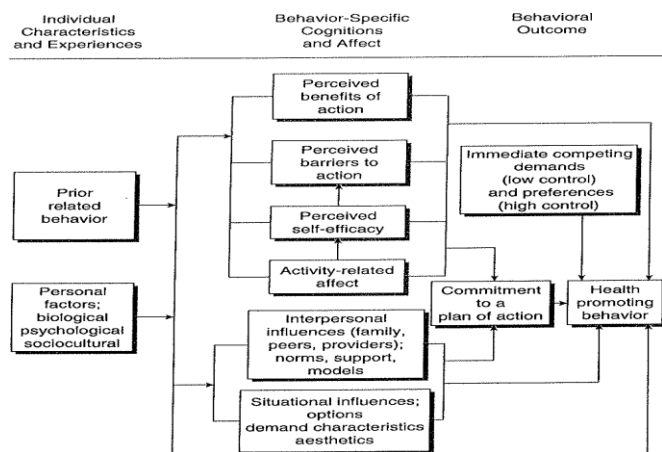 Individual
Characteristics
and Experiences
Behavior-Specific
Cognitions
and Affect
Behavioral
Outcome
Perceived
benefits of
action
Perceived
barriers to
action
Perceived
self-efficacy
Activity-related
affect
Prior
related
behavior
Personal
factors;
biological
psychological
sociocultural
Interpersonal
influences (family,
peers, providers);
norms, support,
models
Situational influences;
options
demand characteristics
aesthetics
Immediate competing
demands
(low control)
and preferences
(high control)
Commitment
to a
plan of action
Health
promoting
behavior